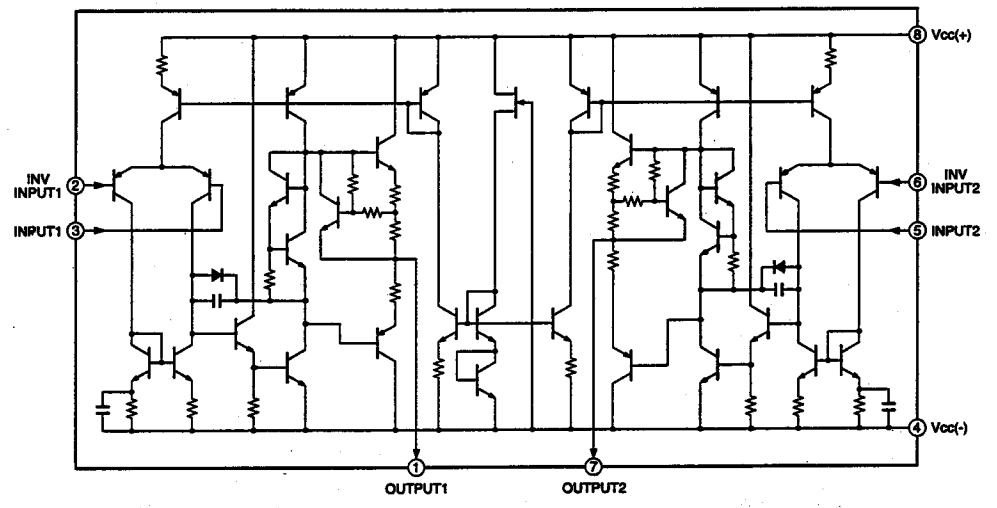 8 Vcc(+)
INV
INPUT1 2
INPUT1 3
6 INV
INPUT2
5 INPUT2
4 Vcc(-)
1
OUTPUT1
7
OUTPUT2